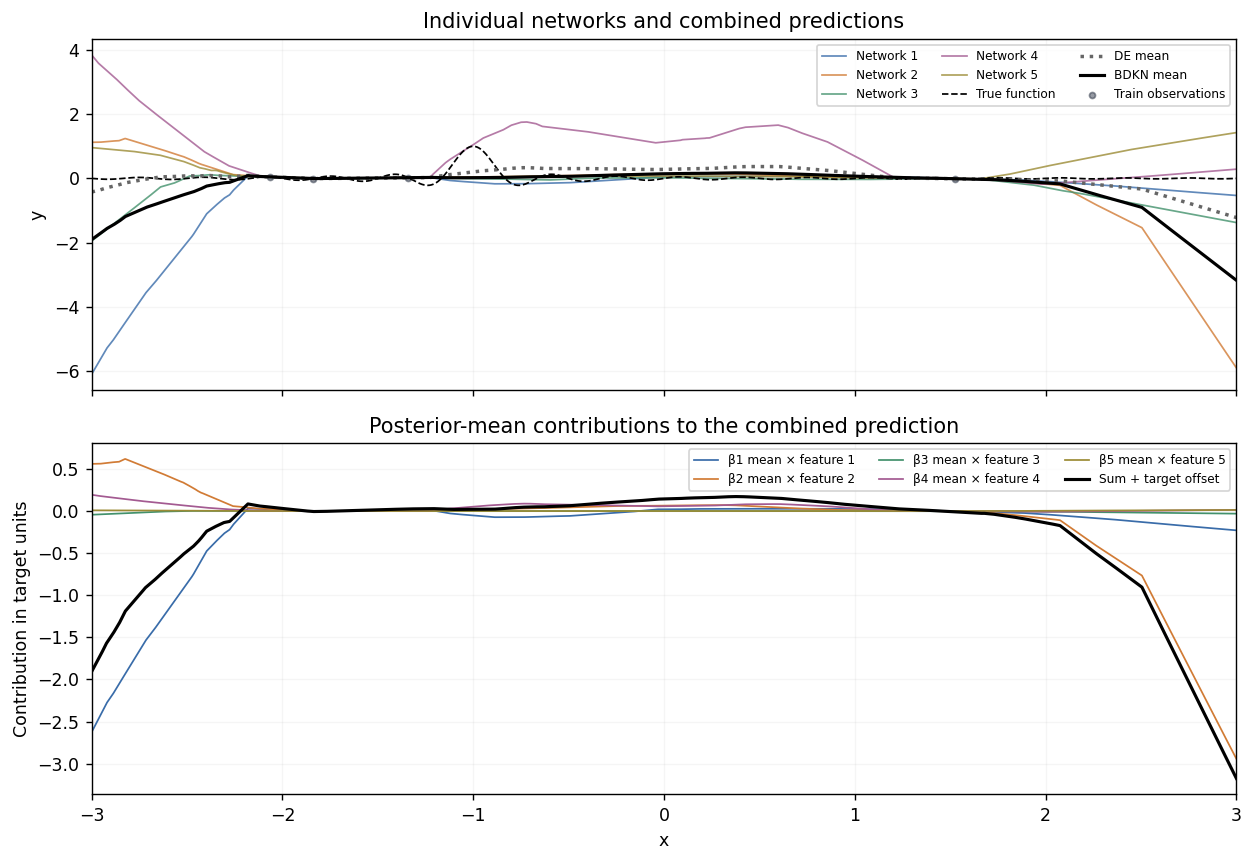 Individual networks and combined predictions
Network 1 Network 4 DE mean
Network 2 Network 5 BDKN mean
Network 3 True function Train observations
4
2
0
−2
−4
−6
y
Posterior-mean contributions to the combined prediction
β1 mean × feature 1 β3 mean × feature 3 β5 mean × feature 5
β2 mean × feature 2 β4 mean × feature 4 Sum + target offset
0.5
0.0
−0.5
−1.0
−1.5
−2.0
−2.5
−3.0
Contribution in target units
−3 −2 −1 0 1 2 3
x